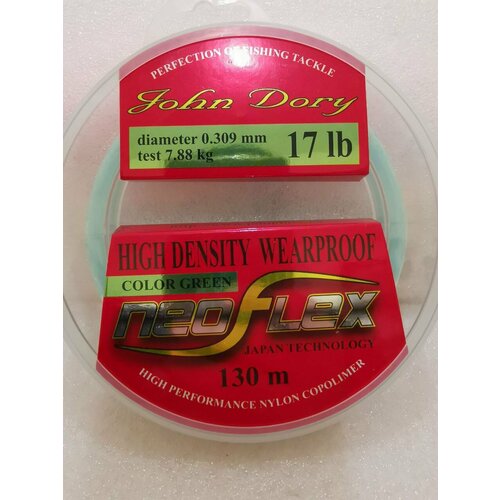 PERFECTION OF FISHING TACKLE
John Dory
diameter 0.309 mm
test 7.88 kg
17 lb
HIGH DENSITY WEARPROOF
COLOR GREEN
neoFlex
JAPAN TECHNOLOGY
130 m
HIGH PERFORMANCE NYLON COPOLIMER